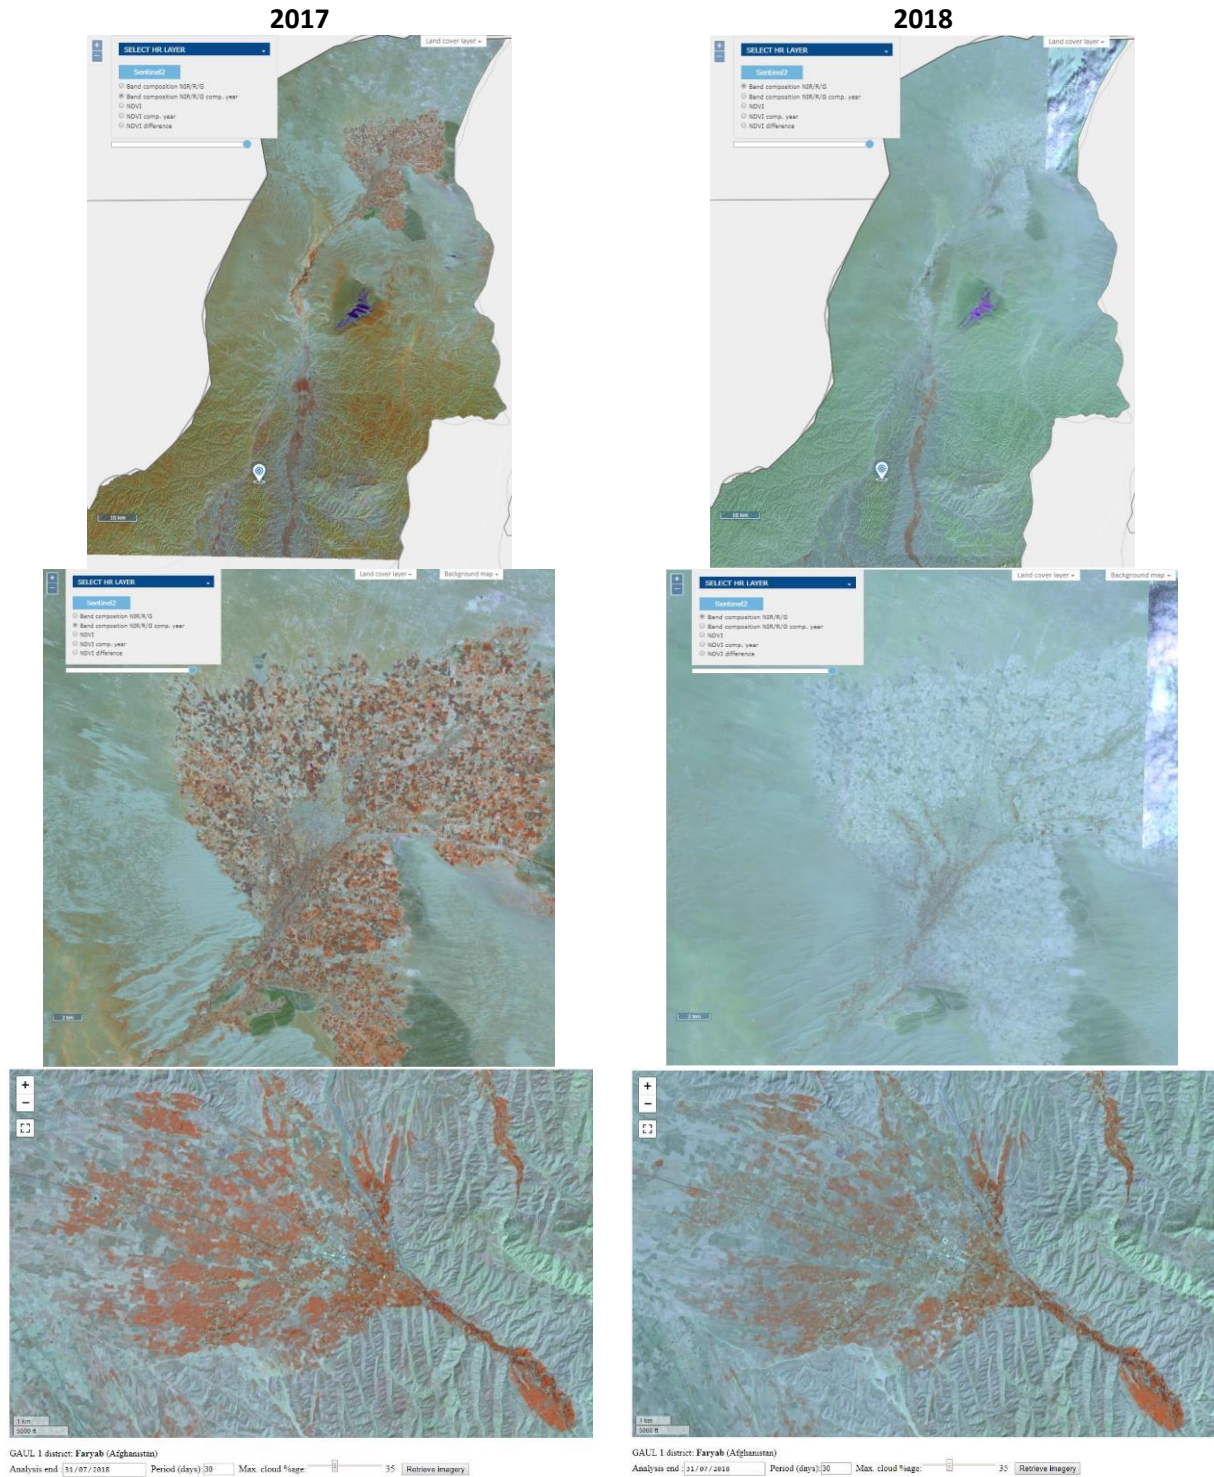 2017
2018
Land cover layer
SELECT HR LAYER
Sentinel2
Band composition NIR/R/G
Band composition NIR/R/G comp. year
NDVI
NDVI comp. year
NDVI difference
10 km
Land cover layer
SELECT HR LAYER
Sentinel2
Band composition NIR/R/G
Band composition NIR/R/G comp. year
NDVI
NDVI comp. year
NDVI difference
10 km
Land cover layer
Background map
SELECT HR LAYER
Sentinel2
Band composition NIR/R/G
Band composition NIR/R/G comp. year
NDVI
NDVI comp. year
NDVI difference
2 km
Land cover layer
Background map
SELECT HR LAYER
Sentinel2
Band composition NIR/R/G
Band composition NIR/R/G comp. year
NDVI
NDVI comp. year
NDVI difference
2 km
+
−
1 km
5000 ft
+
−
1 km
5000 ft
GAUL 1 district: Faryab (Afghanistan)
Analysis end : 31/07/2018 Period (days): 30 Max. cloud %age: 35 Retrieve imagery
GAUL 1 district: Faryab (Afghanistan)
Analysis end : 31/07/2018 Period (days): 30 Max. cloud %age: 35 Retrieve imagery